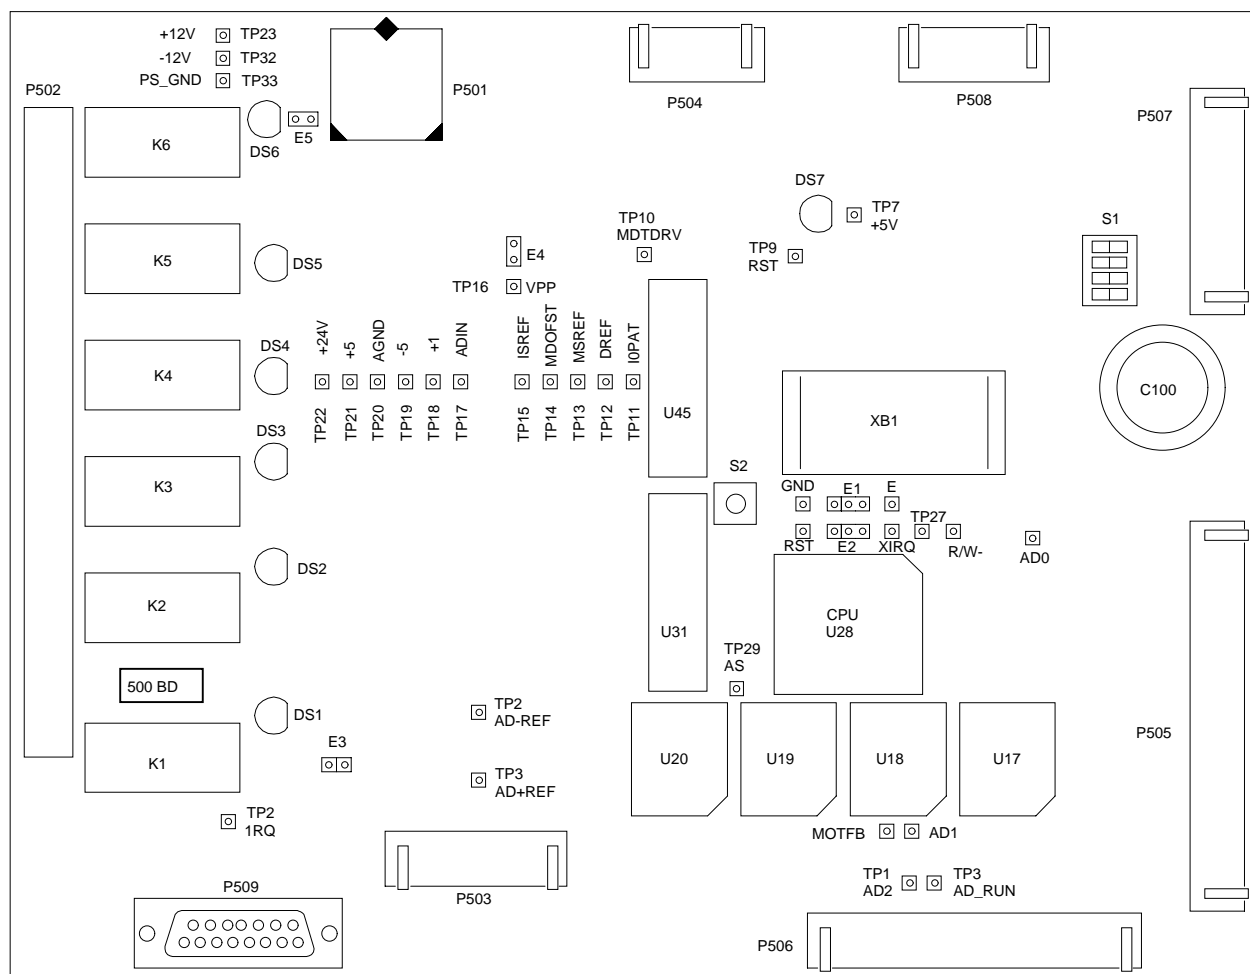 +12V TP23
-12V TP32
PS_GND TP33
P502
P501
P504
P508
P507
K6
DS6
E5
DS7
TP7
+5V
S1
TP10
MDTDRV
TP9
RST
K5
DS5
E4
TP16 VPP
+24V
+5
AGND
-5
+1
ADIN
ISREF
MDOFST
MSREF
DREF
I0PAT
DS4
K4
TP22
TP21
TP20
TP19
TP18
TP17
TP15
TP14
TP13
TP12
TP11
U45
XB1
C100
DS3
K3
S2
GND
E1
E
TP27
RST
E2
XIRQ
R/W-
AD0
DS2
K2
U31
CPU
U28
TP29
AS
500 BD
DS1
TP2
AD-REF
E3
K1
TP3
AD+REF
U20
U19
U18
U17
P505
TP2
1RQ
MOTFB
AD1
TP1
AD2
TP3
AD_RUN
P509
P503
P506